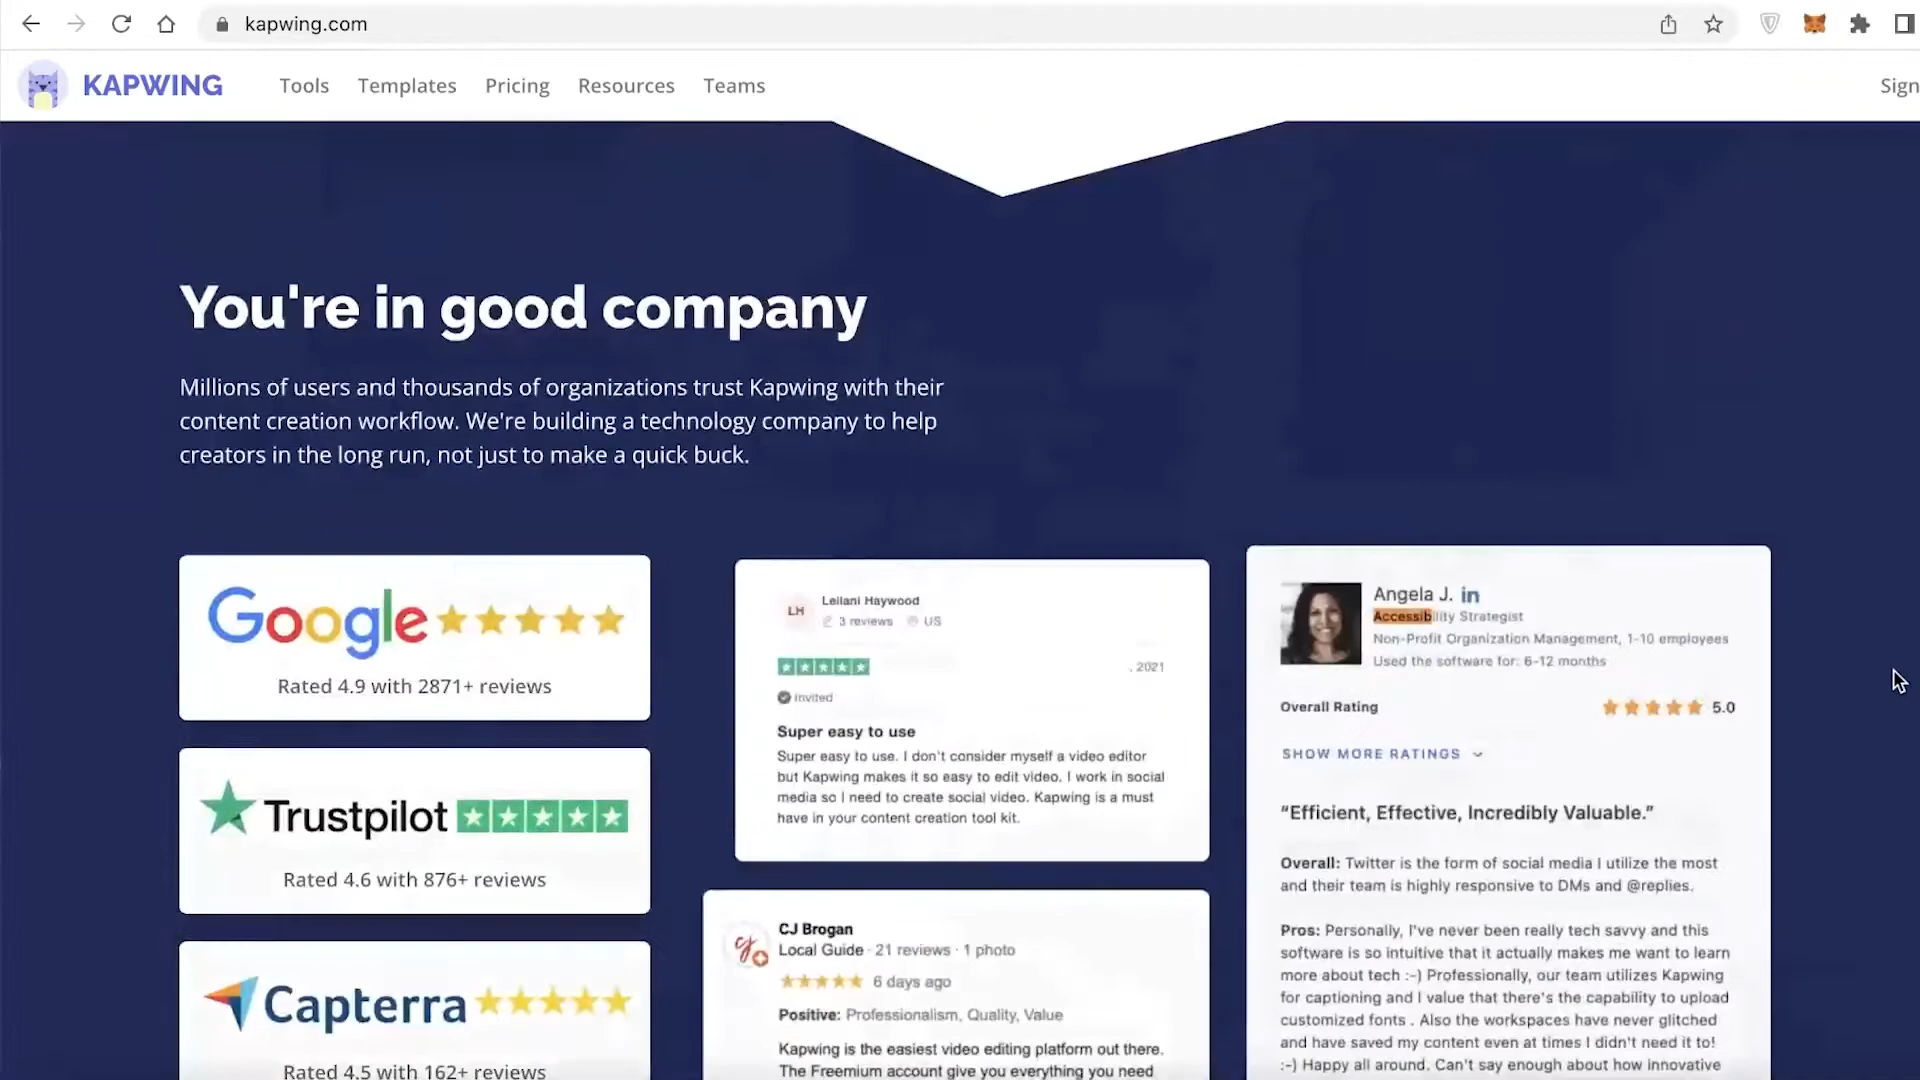 kapwing.com
KAPWING
Tools
Templates
Pricing
Resources
Teams
Sign
You're in good company
Millions of users and thousands of organizations trust Kapwing with their
content creation workflow. We're building a technology company to help
creators in the long run, not just to make a quick buck.
Google
Rated 4.9 with 2871+ reviews
Trustpilot
Rated 4.6 with 876+ reviews
Capterra
Rated 4.5 with 162+ reviews
LH
Leilani Haywood
3 reviews US
, 2021
Invited
Super easy to use
Super easy to use. I don't consider myself a video editor
but Kapwing makes it so easy to edit video. I work in social
media so I need to create social video. Kapwing is a must
have in your content creation tool kit.
CJ Brogan
Local Guide · 21 reviews · 1 photo
6 days ago
Positive: Professionalism, Quality, Value
Kapwing is the easiest video editing platform out there.
The Freemium account give you everything you need
Angela J. in
Accessibility Strategist
Non-Profit Organization Management, 1-10 employees
Used the software for: 6-12 months
Overall Rating
5.0
SHOW MORE RATINGS
“Efficient, Effective, Incredibly Valuable.”
Overall: Twitter is the form of social media I utilize the most
and their team is highly responsive to DMs and @replies.
Pros: Personally, I've never been really tech savvy and this
software is so intuitive that it actually makes me want to learn
more about tech :-) Professionally, our team utilizes Kapwing
for captioning and I value that there's the capability to upload
customized fonts . Also the workspaces have never glitched
and have saved my content even at times I didn't need it to!
:-) Happy all around. Can't say enough about how innovative